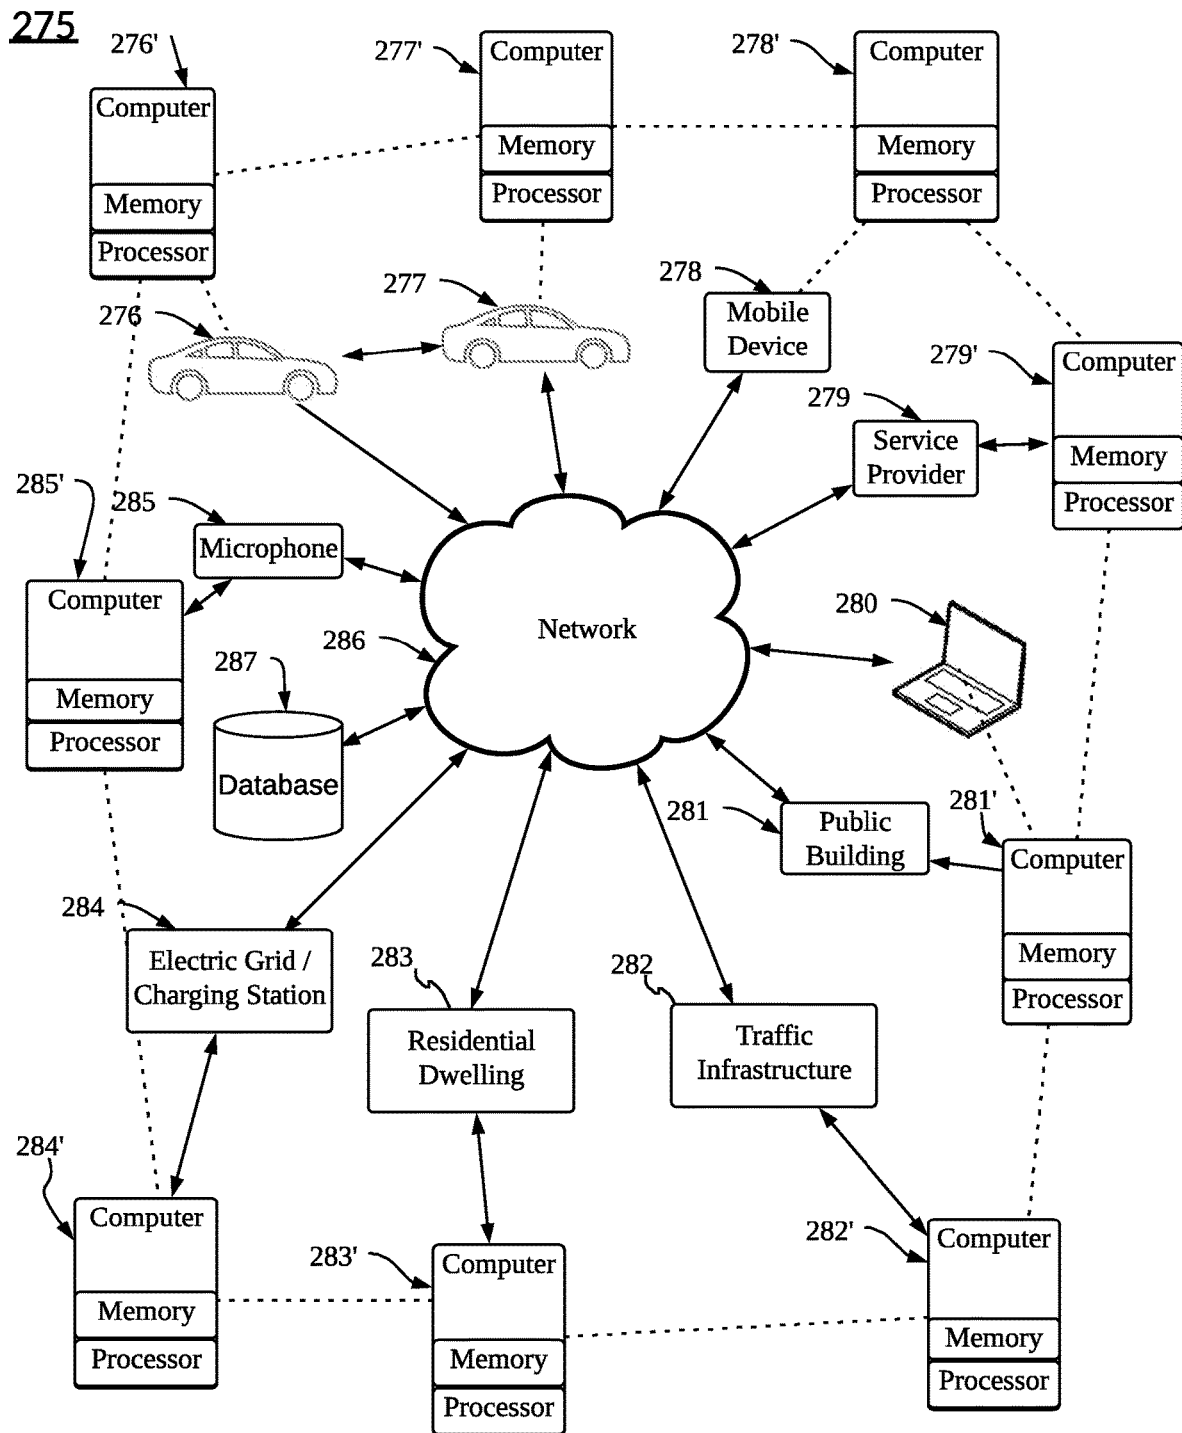 275
276'
277'
278'
Computer
Memory
Processor
Computer
Memory
Processor
Computer
Memory
Processor
276
277
278
Mobile
Device
279'
Computer
Memory
Processor
279
Service
Provider
285'
285
Microphone
Computer
Memory
Processor
286
Network
280
287
Database
281
Public
Building
281'
Computer
Memory
Processor
284
Electric Grid /
Charging Station
283
Residential
Dwelling
282
Traffic
Infrastructure
284'
Computer
Memory
Processor
283'
Computer
Memory
Processor
282'
Computer
Memory
Processor